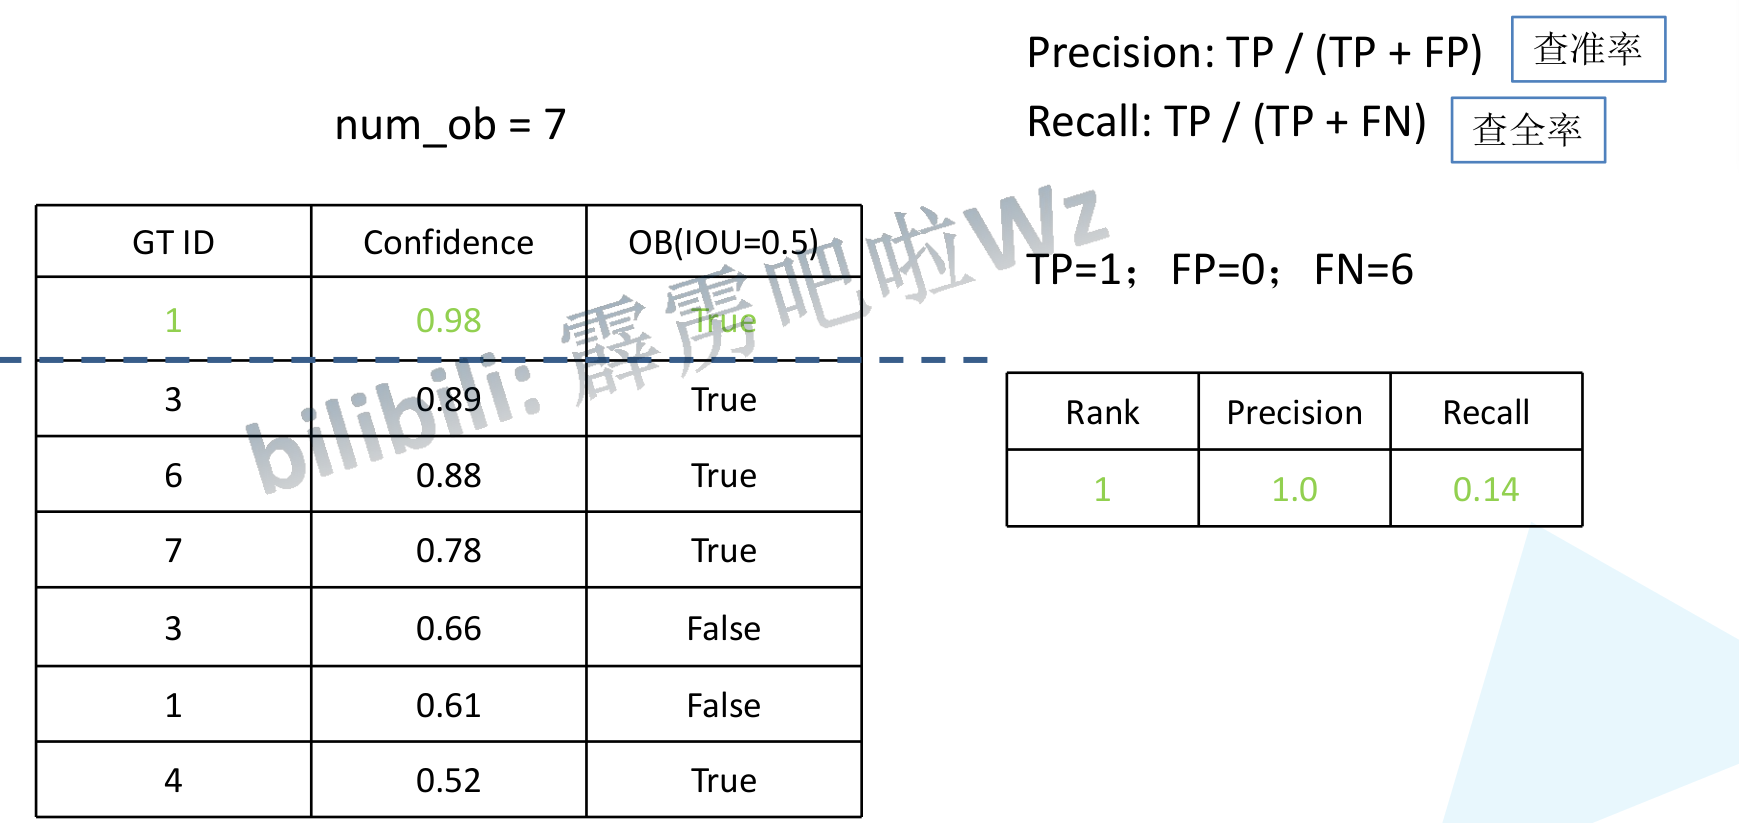 Precision: TP / (TP + FP) 查准率
num_ob = 7
Recall: TP / (TP + FN) 查全率
GT ID Confidence OB(IOU=0.5)
1 0.98 True
3 0.89 True
6 0.88 True
7 0.78 True
3 0.66 False
1 0.61 False
4 0.52 True
bilibili: 霹雳吧啦Wz
TP=1； FP=0； FN=6
Rank Precision Recall
1 1.0 0.14